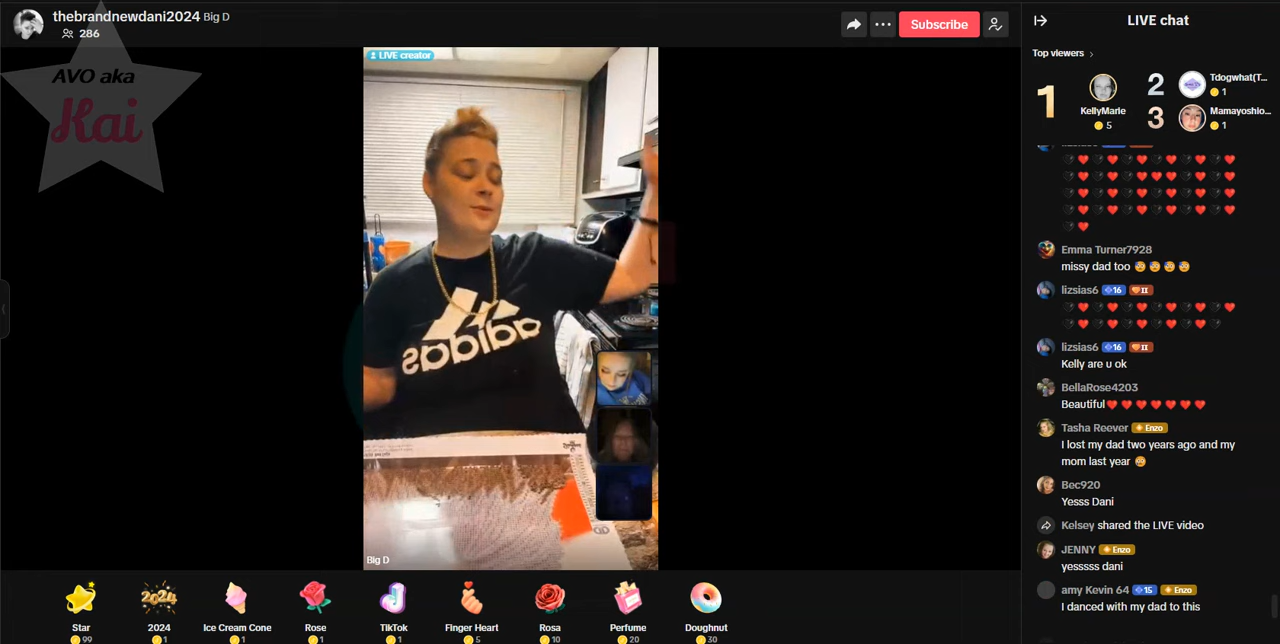 thebrandnewdani2024 Big D
286
Subscribe
LIVE chat
AVO aka
Kai
LIVE creator
adidas
Big D
Top viewers
1
KellyMarie
5
2
Tdogwhat(T...
1
3
Mamayoshio...
1
Emma Turner7928
missy dad too
lizsias6 16 II
lizsias6 16 II
Kelly are u ok
BellaRose4203
Beautiful
Tasha Reever Enzo
I lost my dad two years ago and my
mom last year
Bec920
Yesss Dani
Kelsey shared the LIVE video
JENNY Enzo
yesssss dani
amy Kevin 64 15 Enzo
I danced with my dad to this
2024
Star
99
2024
1
Ice Cream Cone
1
Rose
1
TikTok
1
Finger Heart
5
Rosa
10
Perfume
20
Doughnut
30